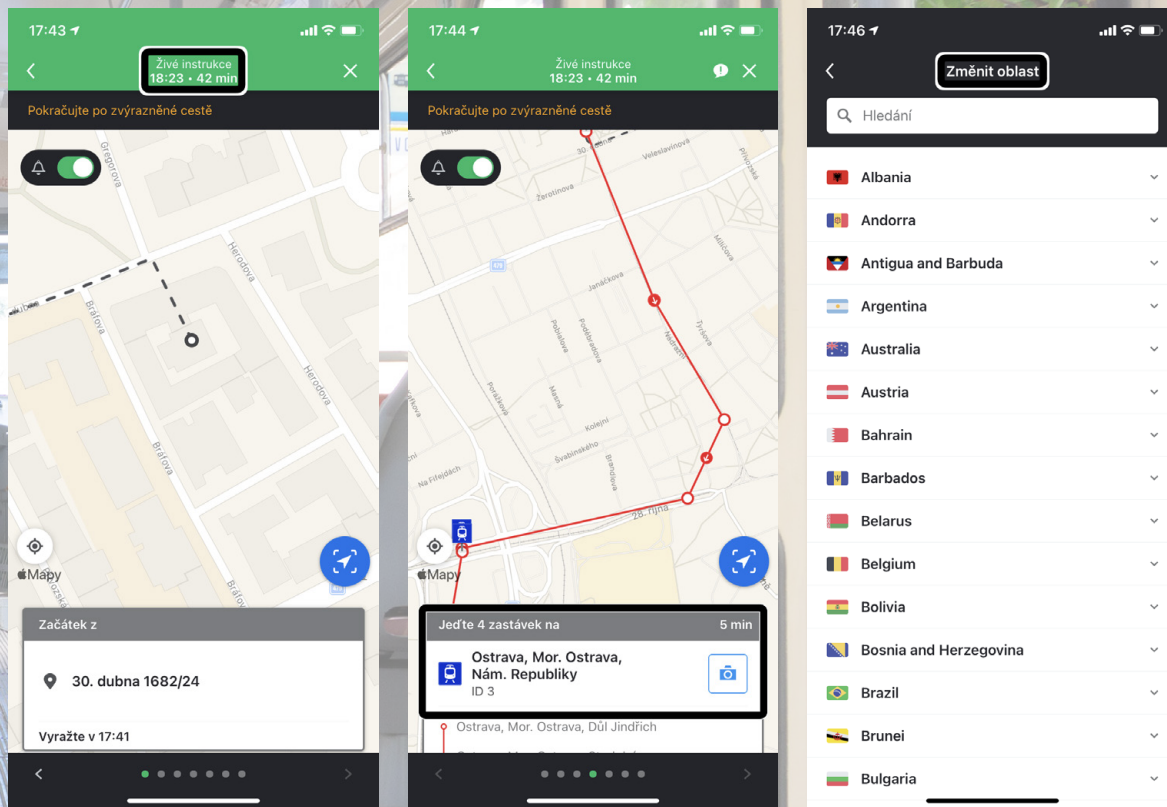 17:43
Živé instrukce
18:23 • 42 min
Pokračujte po zvýrazněné cestě
Gregorova
Herodova
Bráfova
Herodova
Bráfova
Bráfova
Mapy
Začátek z
30. dubna 1682/24
Vyražte v 17:41
17:44
Živé instrukce
18:23 • 42 min
Pokračujte po zvýrazněné cestě
Veleslavínova
Přívozská
Žerotínova
Milíčova
Janáčkova
Poděbradova
Tyršova
Nádražní
Masná
Kolejní
Švabinského
Brandlova
Na Fifejdách
28. října
Mapy
Jeďte 4 zastávek na
5 min
Ostrava, Mor. Ostrava,
Nám. Republiky
ID 3
Ostrava, Mor. Ostrava, Důl Jindřich
17:46
Změnit oblast
Hledání
Albania
Andorra
Antigua and Barbuda
Argentina
Australia
Austria
Bahrain
Barbados
Belarus
Belgium
Bolivia
Bosnia and Herzegovina
Brazil
Brunei
Bulgaria